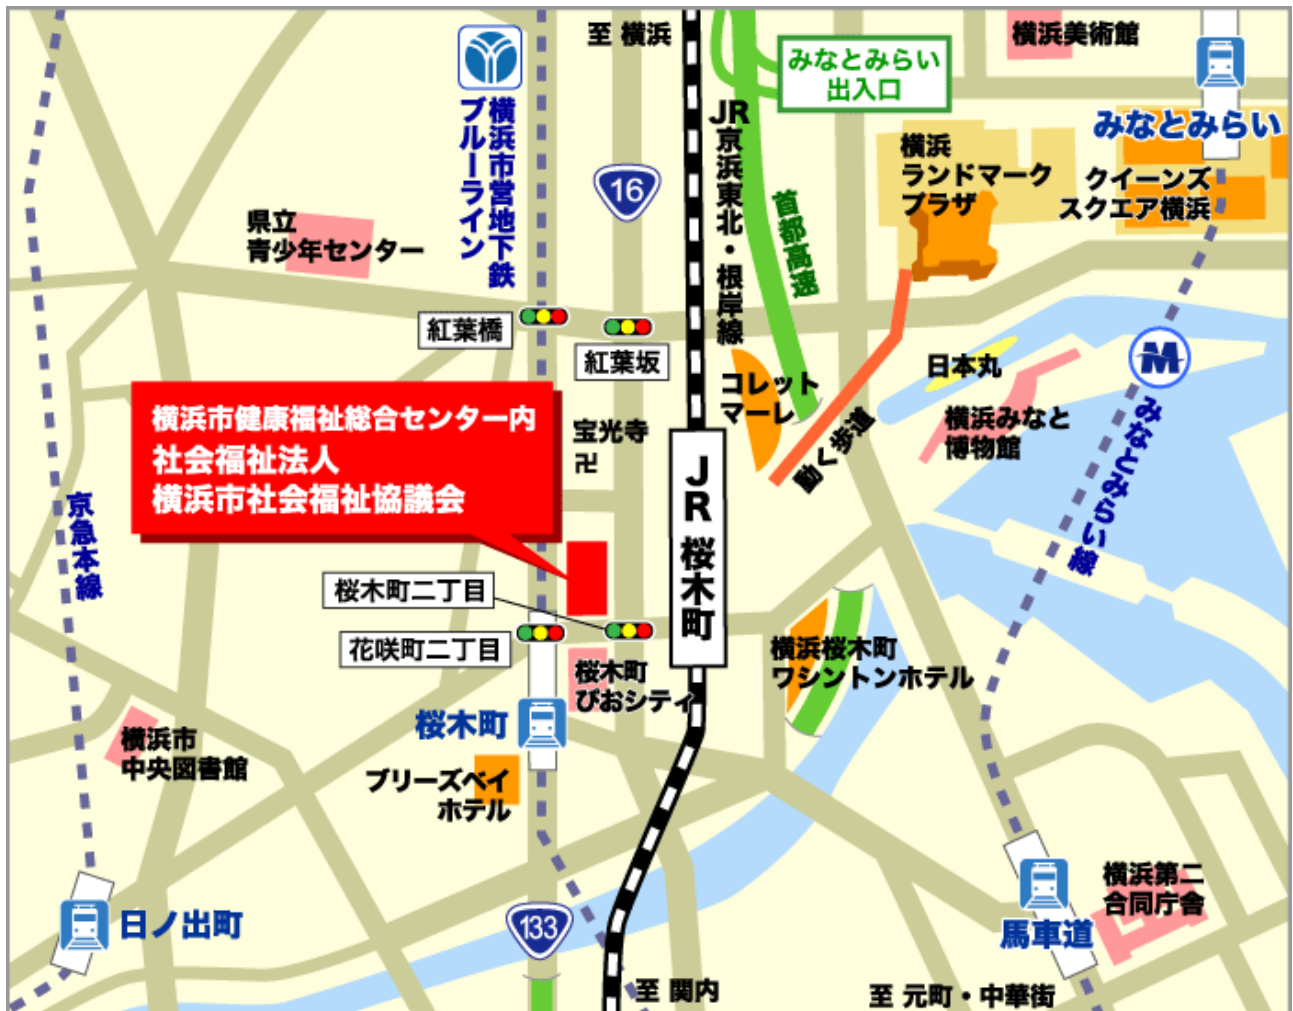 至 横浜
横浜美術館
みなとみらい
出入口
みなとみらい
横浜市営地下鉄
ブルーライン
JR京浜東北・根岸線
16
首都高速
横浜
ランドマーク
プラザ
クイーンズ
スクエア横浜
県立
青少年センター
紅葉橋
紅葉坂
コレット
マーレ
日本丸
横浜みなと
博物館
動く歩道
みなとみらい線
横浜市健康福祉総合センター内
社会福祉法人
横浜市社会福祉協議会
宝光寺
卍
JR 桜木町
京急本線
桜木町二丁目
花咲町二丁目
桜木町
ぴおシティ
横浜桜木町
ワシントンホテル
桜木町
横浜市
中央図書館
ブリーズベイ
ホテル
日ノ出町
133
横浜第二
合同庁舎
馬車道
至 関内
至 元町・中華街